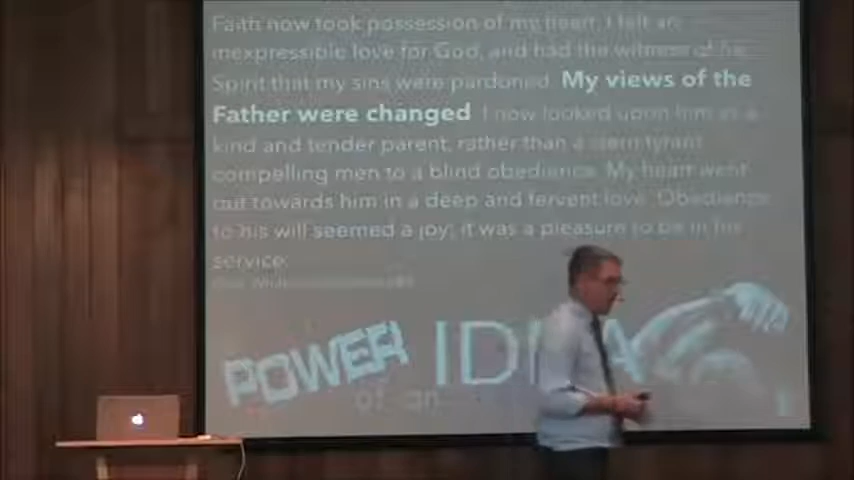 Faith now took possession of my heart. I felt an
inexpressible love for God, and had the witness of his
Spirit that my sins were pardoned. My views of the
Father were changed. I now looked upon him as a
kind and tender parent, rather than a stern tyrant
compelling men to a blind obedience. My heart went
out towards him in a deep and fervent love. Obedience
to his will seemed a joy; it was a pleasure to be in his
service.
POWER
of an